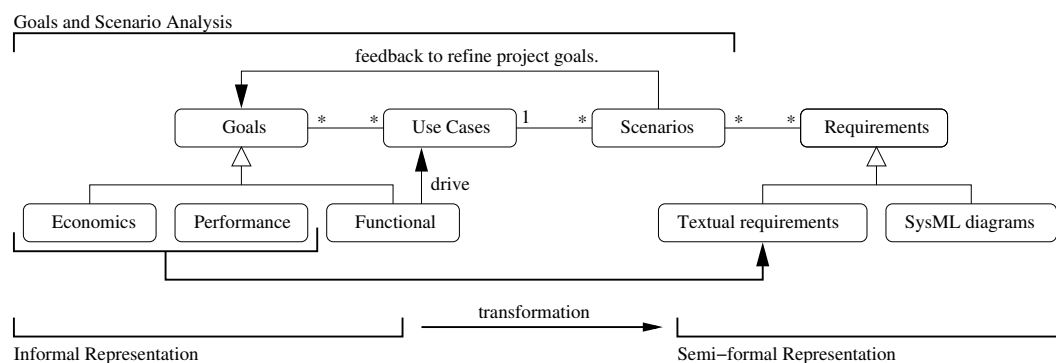 Goals and Scenario Analysis
feedback to refine project goals.
Goals
*
*
Use Cases
1
*
Scenarios
*
*
Requirements
drive
Economics
Performance
Functional
Textual requirements
SysML diagrams
transformation
Informal Representation
Semi−formal Representation